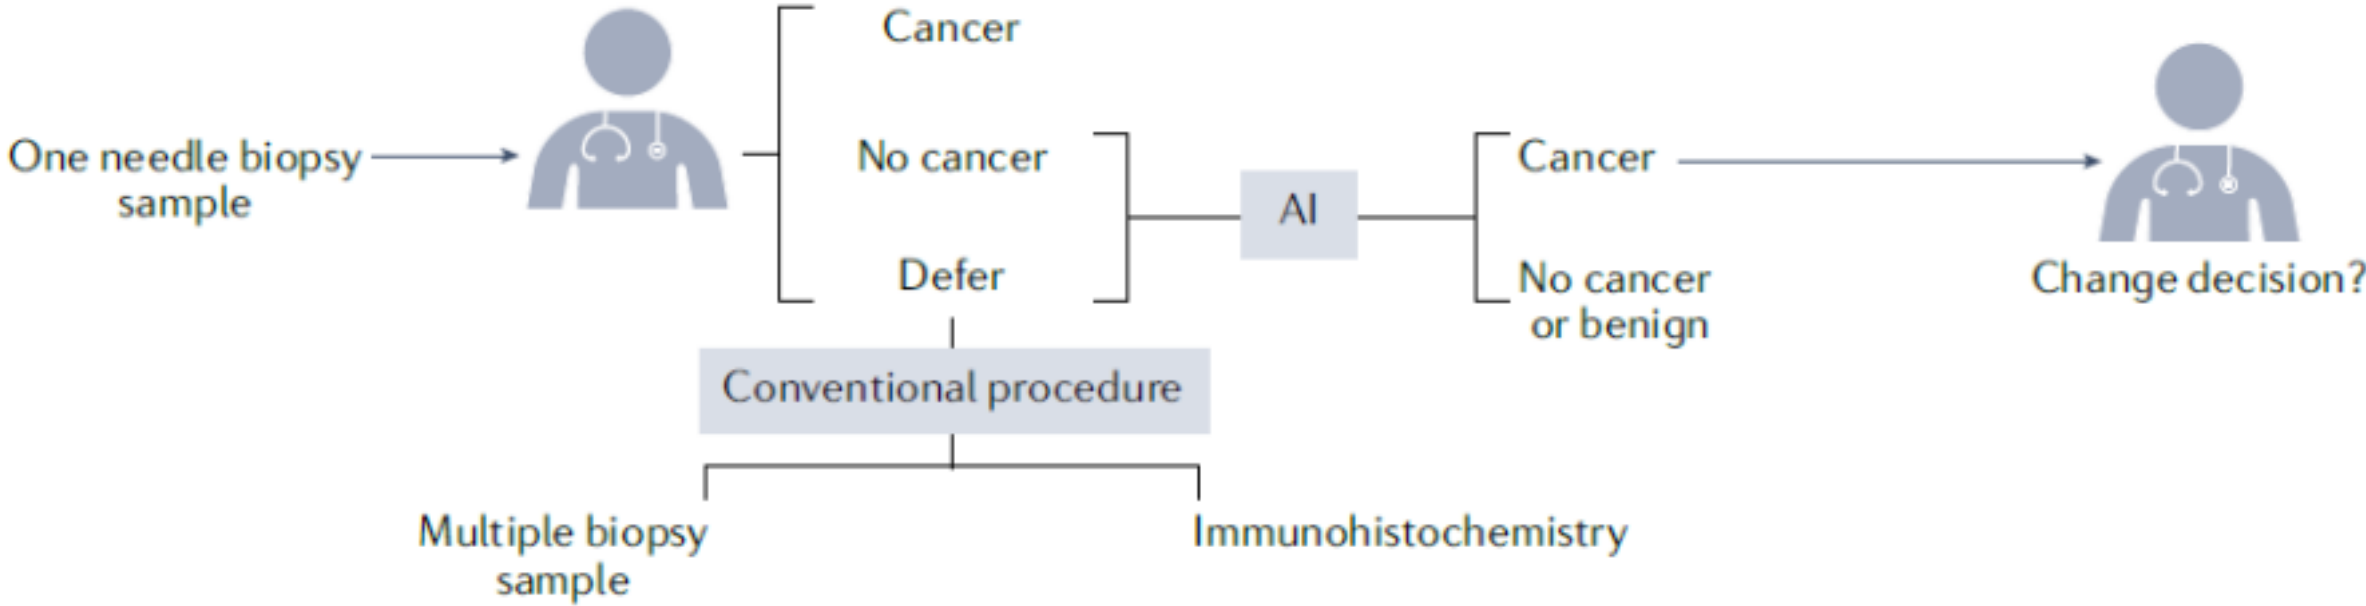 Cancer
One needle biopsy
sample
No cancer
Defer
AI
Cancer
No cancer
or benign
Change decision?
Conventional procedure
Multiple biopsy
sample
Immunohistochemistry